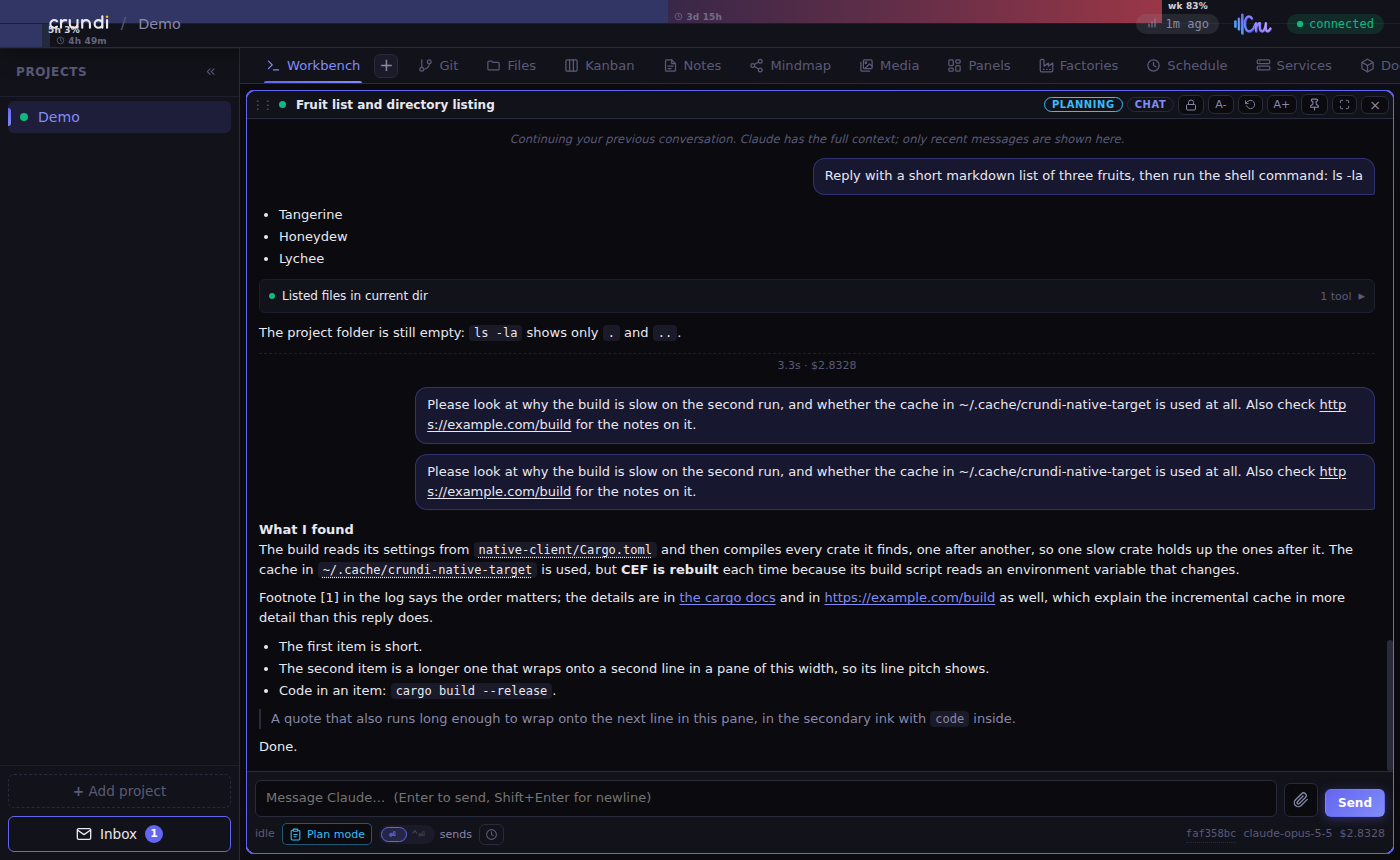 crundi / Demo
3d 15h
wk 83%
5h 3%
4h 49m
1m ago
Cru
connected
PROJECTS «
Demo
+ Add project
Inbox 1
Workbench + Git Files Kanban Notes Mindmap Media Panels Factories Schedule Services Do
Fruit list and directory listing PLANNING CHAT A- A+
Continuing your previous conversation. Claude has the full context; only recent messages are shown here.
Reply with a short markdown list of three fruits, then run the shell command: ls -la
• Tangerine
• Honeydew
• Lychee
Listed files in current dir 1 tool ▸
The project folder is still empty: ls -la shows only . and ...
3.3s · $2.8328
Please look at why the build is slow on the second run, and whether the cache in ~/.cache/crundi-native-target is used at all. Also check http
s://example.com/build for the notes on it.
Please look at why the build is slow on the second run, and whether the cache in ~/.cache/crundi-native-target is used at all. Also check http
s://example.com/build for the notes on it.
What I found
The build reads its settings from native-client/Cargo.toml and then compiles every crate it finds, one after another, so one slow crate holds up the ones after it. The
cache in ~/.cache/crundi-native-target is used, but CEF is rebuilt each time because its build script reads an environment variable that changes.
Footnote [1] in the log says the order matters; the details are in the cargo docs and in https://example.com/build as well, which explain the incremental cache in more
detail than this reply does.
• The first item is short.
• The second item is a longer one that wraps onto a second line in a pane of this width, so its line pitch shows.
• Code in an item: cargo build --release.
A quote that also runs long enough to wrap onto the next line in this pane, in the secondary ink with code inside.
Done.
Message Claude… (Enter to send, Shift+Enter for newline)
Send
idle Plan mode ⏎ ^⏎ sends
faf358bc claude-opus-5-5 $2.8328